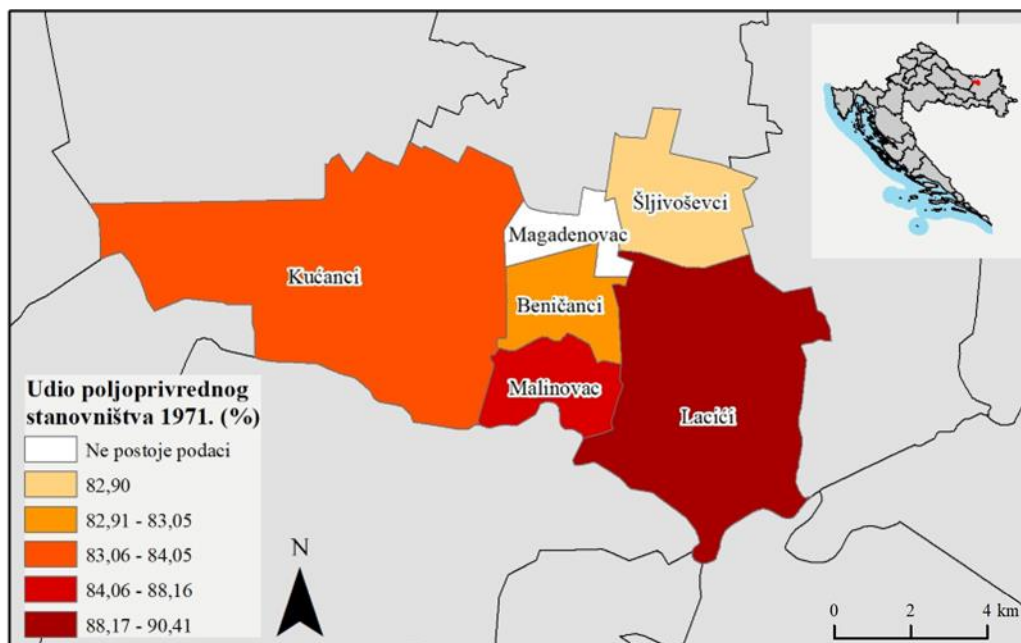 Šljivoševci
Magadenovac
Kućanci
Beničanci
Malinovac
Lacići
Udio poljoprivrednog
stanovništva 1971. (%)
Ne postoje podaci
82,90
82,91 - 83,05
83,06 - 84,05
84,06 - 88,16
88,17 - 90,41
N
0 2 4 km